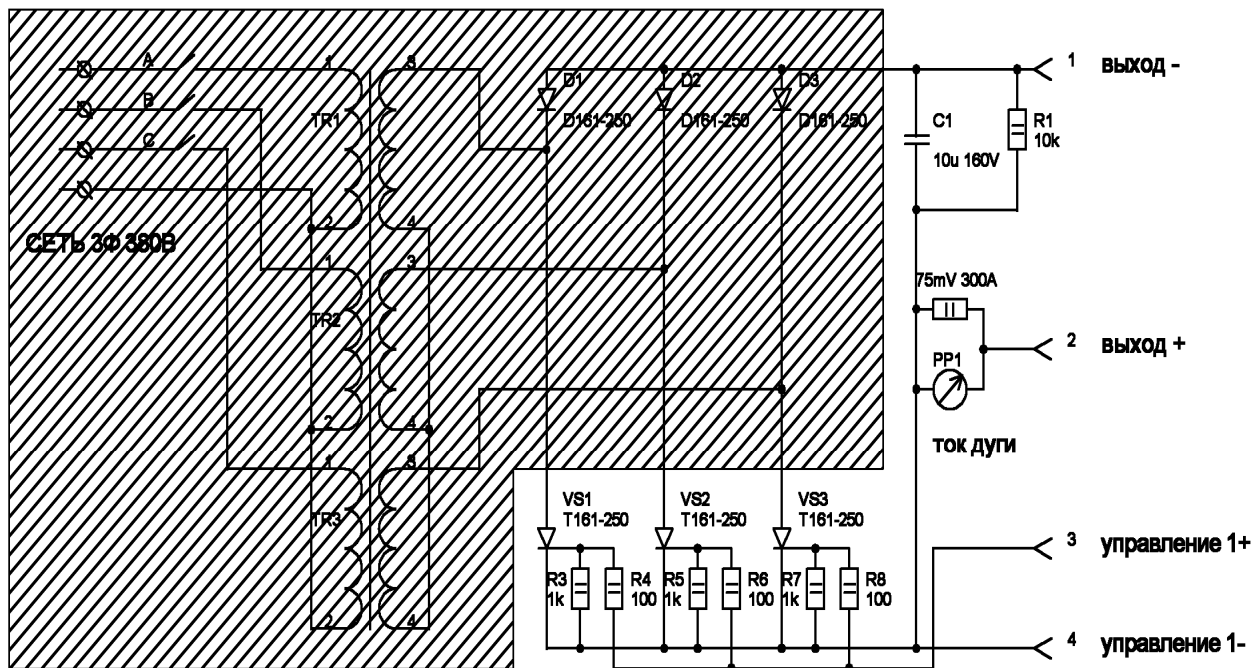 A
B
C
СЕТЬ 3Ф 380В
1
TR1
2
3
4
1
TR2
2
3
4
1
TR3
2
3
4
D1
D161-250
D2
D161-250
D3
D161-250
C1
10u 160V
R1
10k
1 выход -
75mV 300A
2 выход +
PP1
ток дуги
VS1
T161-250
VS2
T161-250
VS3
T161-250
R3
1k
R4
100
R5
1k
R6
100
R7
1k
R8
100
3 управление 1+
4 управление 1-